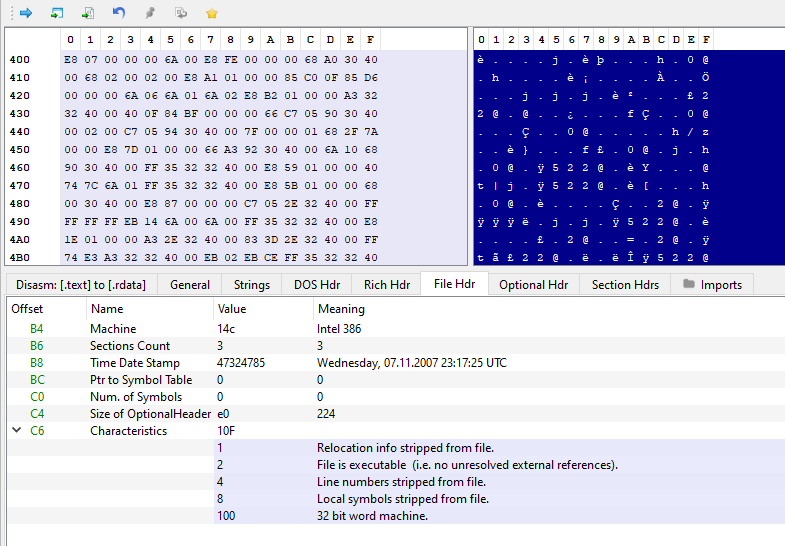 0 1 2 3 4 5 6 7 8 9 A B C D E F 0 1 2 3 4 5 6 7 8 9 A B C D E F
400 E8 07 00 00 00 6A 00 E8 FE 00 00 00 68 A0 30 40 è . . . . j . è þ . . . h . 0 @
410 00 68 02 00 02 00 E8 A1 01 00 00 85 C0 0F 85 D6 . h . . . . è ¡ . . . . À . . Ö
420 00 00 00 6A 06 6A 01 6A 02 E8 B2 01 00 00 A3 32 . . . j . j . j . è ² . . . £ 2
430 32 40 00 40 0F 84 BF 00 00 00 66 C7 05 90 30 40 2 @ . @ . . ¿ . . . f Ç . . 0 @
440 00 02 00 C7 05 94 30 40 00 7F 00 00 01 68 2F 7A . . . Ç . . 0 @ . . . . . h / z
450 00 00 E8 7D 01 00 00 66 A3 92 30 40 00 6A 10 68 . . è } . . . f £ . 0 @ . j . h
460 90 30 40 00 FF 35 32 32 40 00 E8 59 01 00 00 40 . 0 @ . ÿ 5 2 2 @ . è Y . . . @
470 74 7C 6A 01 FF 35 32 32 40 00 E8 5B 01 00 00 68 t | j . ÿ 5 2 2 @ . è [ . . . h
480 00 30 40 00 E8 87 00 00 00 C7 05 2E 32 40 00 FF . 0 @ . è . . . . Ç . . 2 @ . ÿ
490 FF FF FF EB 14 6A 00 6A 00 FF 35 32 32 40 00 E8 ÿ ÿ ÿ ë . j . j . ÿ 5 2 2 @ . è
4A0 1E 01 00 00 A3 2E 32 40 00 83 3D 2E 32 40 00 FF . . . . £ . 2 @ . . = . 2 @ . ÿ
4B0 74 E3 A3 32 32 40 00 EB 02 EB CE FF 35 32 32 40 t ã £ 2 2 @ . ë . ë Î ÿ 5 2 2 @
Disasm: [.text] to [.rdata] General Strings DOS Hdr Rich Hdr File Hdr Optional Hdr Section Hdrs Imports
Offset Name Value Meaning
B4 Machine 14c Intel 386
B6 Sections Count 3 3
B8 Time Date Stamp 47324785 Wednesday, 07.11.2007 23:17:25 UTC
BC Ptr to Symbol Table 0 0
C0 Num. of Symbols 0 0
C4 Size of OptionalHeader e0 224
C6 Characteristics 10F
1 Relocation info stripped from file.
2 File is executable (i.e. no unresolved external references).
4 Line numbers stripped from file.
8 Local symbols stripped from file.
100 32 bit word machine.